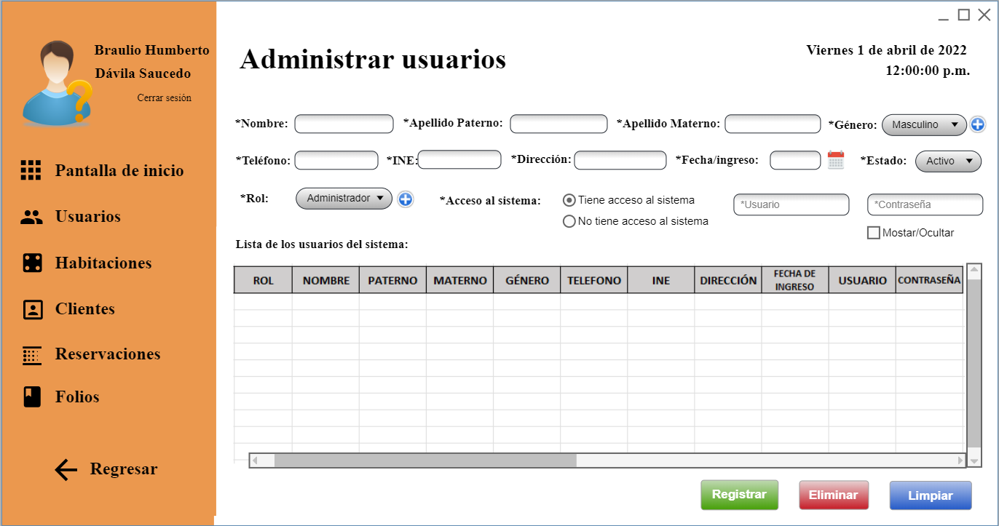 Braulio Humberto
Dávila Saucedo
Cerrar sesión
Pantalla de inicio
Usuarios
Habitaciones
Clientes
Reservaciones
Folios
Regresar
Administrar usuarios
Viernes 1 de abril de 2022
12:00:00 p.m.
*Nombre: *Apellido Paterno: *Apellido Materno: *Género: Masculino
*Teléfono: *INE: *Dirección: *Fecha/ingreso: *Estado: Activo
*Rol: Administrador *Acceso al sistema: Tiene acceso al sistema *Usuario *Contraseña
No tiene acceso al sistema
Mostar/Ocultar
Lista de los usuarios del sistema:
ROL NOMBRE PATERNO MATERNO GÉNERO TELEFONO INE DIRECCIÓN FECHA DE INGRESO USUARIO CONTRASEÑA
Registrar Eliminar Limpiar